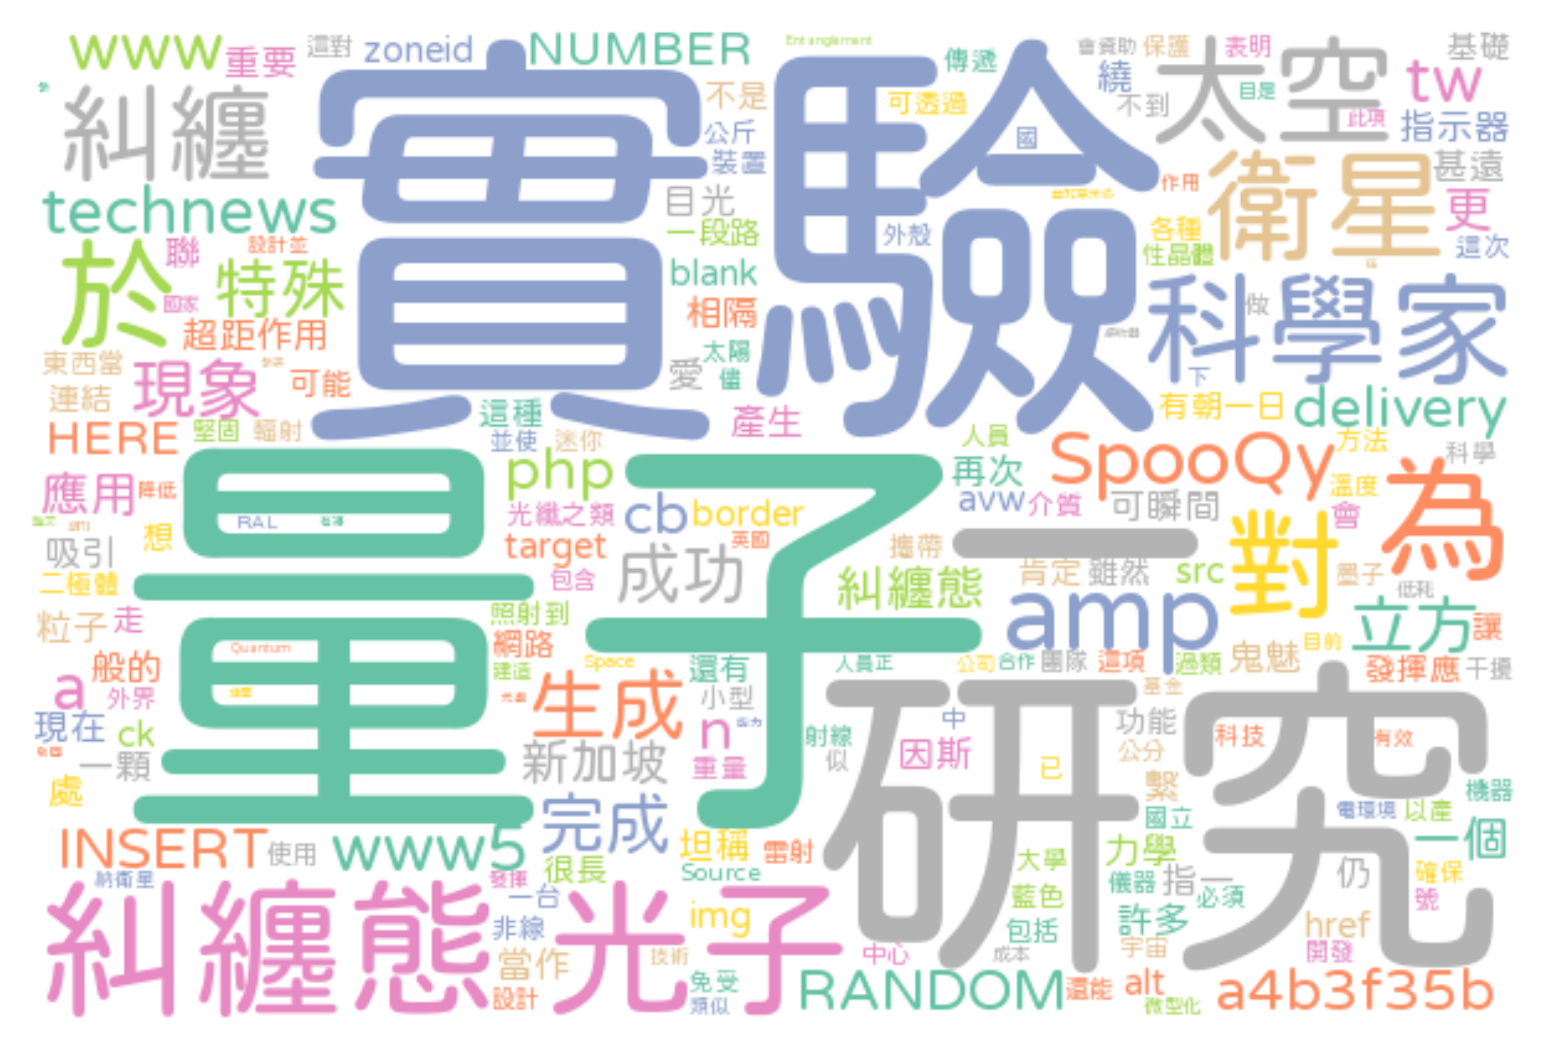 www 重要 這對 zoneid NUMBER Entanglement 傳遞 會資助 保護 表明 基礎
糾纏 不是 可透過 繞 不到 太空 目是 此項 tw 指示器
公斤 裝置 實驗 國 作用 衛星 甚遠
technews 目光 一段路 外殼 各種 性晶體 更 這次
於 聯 設計並 特殊 國家 blank 科學家 做
超距作用 相隔 太陽
東西當 現象 可能 愛 儘 下
連結 有朝一日 delivery
HERE 堅固 輻射 這種 並使 迷你 產生 人員 SpooQy 方法 科學
應用 降低 php 再次 溫度 為
RAL 光纖之類 cb border avw 介質 可瞬間 會
吸引 想 target 成功 英國 攜帶 一 對
二極體 包含 糾纏態 肯定 雖然 src 墨子 低耗
量子 照射到 amp 立方 讓
粒子 走 Quantum 網路
般的 建造 Space 還有 人員正 公司 合作 團隊 這項 過類 鬼魅 目前 發揮應 干擾
a 外界 生成 小型 基金
現在 ck n 射線 中 功能 科技 有效
一顆 新加坡 重量 似 因斯 已 公分 研究
處 完成 繫 機器
國立 電環境 以產
INSERT 使用 www5 坦稱 雷射 力學 一個
納衛星 發揮 很長 Source 大學 儀器 指一 仍 確保
糾纏態 一台 光子 藍色 必須 號
非線 img 包括 許多 href
當作 技術 中心 成本 宇宙 開發
設計 免受 類似 RANDOM 還能 alt 微型化 a4b3f35b